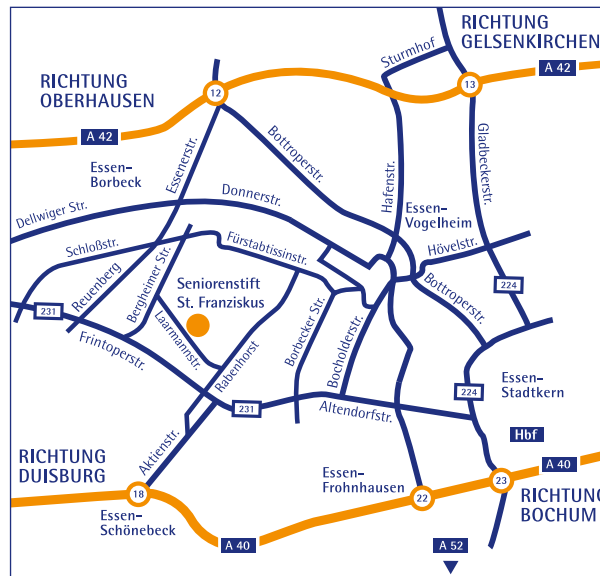 RICHTUNG
GELSENKIRCHEN
Sturmhof
A 42
RICHTUNG
OBERHAUSEN
12
13
A 42
Essen-
Borbeck
Essenerstr.
Bottroperstr.
Hafenstr.
Gladbeckerstr.
Donnerstr.
Dellwiger Str.
Essen-
Vogelheim
Schloßstr.
Fürstabtissinstr.
Hövelstr.
Reuenberg
Bergheimer Str.
Seniorenstift
St. Franziskus
Bottroperstr.
224
231
Laarmannstr.
Borbecker Str.
Bocholderstr.
Frintoperstr.
Rabenhorst
Essen-
Stadtkern
224
231
Altendorfstr.
Aktienstr.
Hbf
RICHTUNG
DUISBURG
A 40
Essen-
Frohnhausen
23
18
22
RICHTUNG
BOCHUM
Essen-
Schönebeck
A 40
A 52